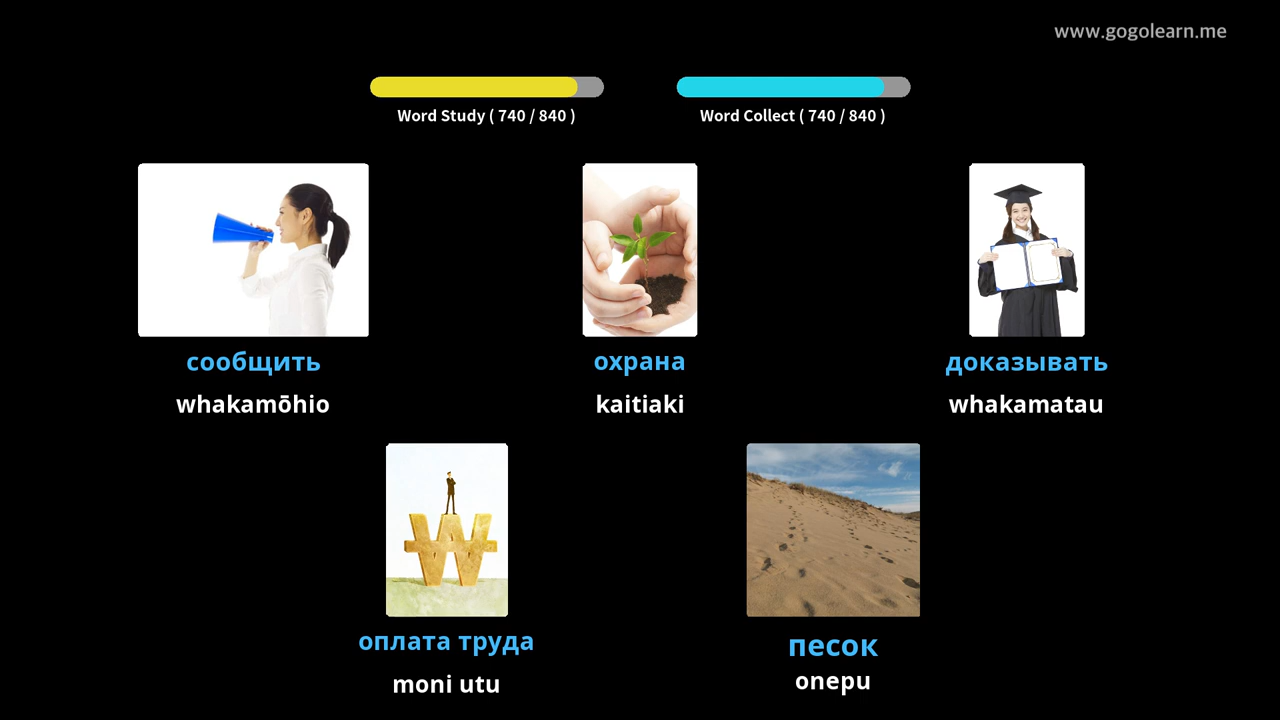 www.gogolearn.me
Word Study ( 740 / 840 )
Word Collect ( 740 / 840 )
сообщить
whakamōhio
охрана
kaitiaki
доказывать
whakamatau
оплата труда
moni utu
песок
onepu